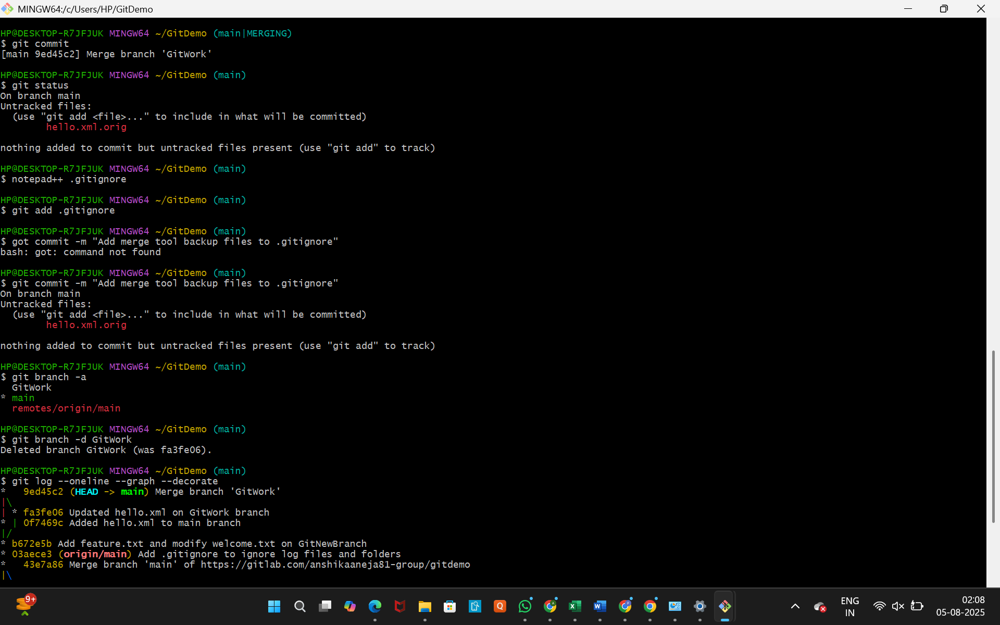 MINGW64:/c/Users/HP/GitDemo
HP@DESKTOP-R7JFJUK MINGW64 ~/GitDemo (main|MERGING)
$ git commit
[main 9ed45c2] Merge branch 'GitWork'
HP@DESKTOP-R7JFJUK MINGW64 ~/GitDemo (main)
$ git status
On branch main
Untracked files:
  (use "git add <file>..." to include in what will be committed)
        hello.xml.orig
nothing added to commit but untracked files present (use "git add" to track)
HP@DESKTOP-R7JFJUK MINGW64 ~/GitDemo (main)
$ notepad++ .gitignore
HP@DESKTOP-R7JFJUK MINGW64 ~/GitDemo (main)
$ git add .gitignore
HP@DESKTOP-R7JFJUK MINGW64 ~/GitDemo (main)
$ got commit -m "Add merge tool backup files to .gitignore"
bash: got: command not found
HP@DESKTOP-R7JFJUK MINGW64 ~/GitDemo (main)
$ git commit -m "Add merge tool backup files to .gitignore"
On branch main
Untracked files:
  (use "git add <file>..." to include in what will be committed)
        hello.xml.orig
nothing added to commit but untracked files present (use "git add" to track)
HP@DESKTOP-R7JFJUK MINGW64 ~/GitDemo (main)
$ git branch -a
  GitWork
* main
  remotes/origin/main
HP@DESKTOP-R7JFJUK MINGW64 ~/GitDemo (main)
$ git branch -d GitWork
Deleted branch GitWork (was fa3fe06).
HP@DESKTOP-R7JFJUK MINGW64 ~/GitDemo (main)
$ git log --oneline --graph --decorate
*   9ed45c2 (HEAD -> main) Merge branch 'GitWork'
|\
| * fa3fe06 Updated hello.xml on GitWork branch
* | 0f7469c Added hello.xml to main branch
|/
* b672e5b Add feature.txt and modify welcome.txt on GitNewBranch
* 03aece3 (origin/main) Add .gitignore to ignore log files and folders
*   43e7a86 Merge branch 'main' of https://gitlab.com/anshikaaneja81-group/gitdemo
|\
9+
ENG
IN
02:08
05-08-2025